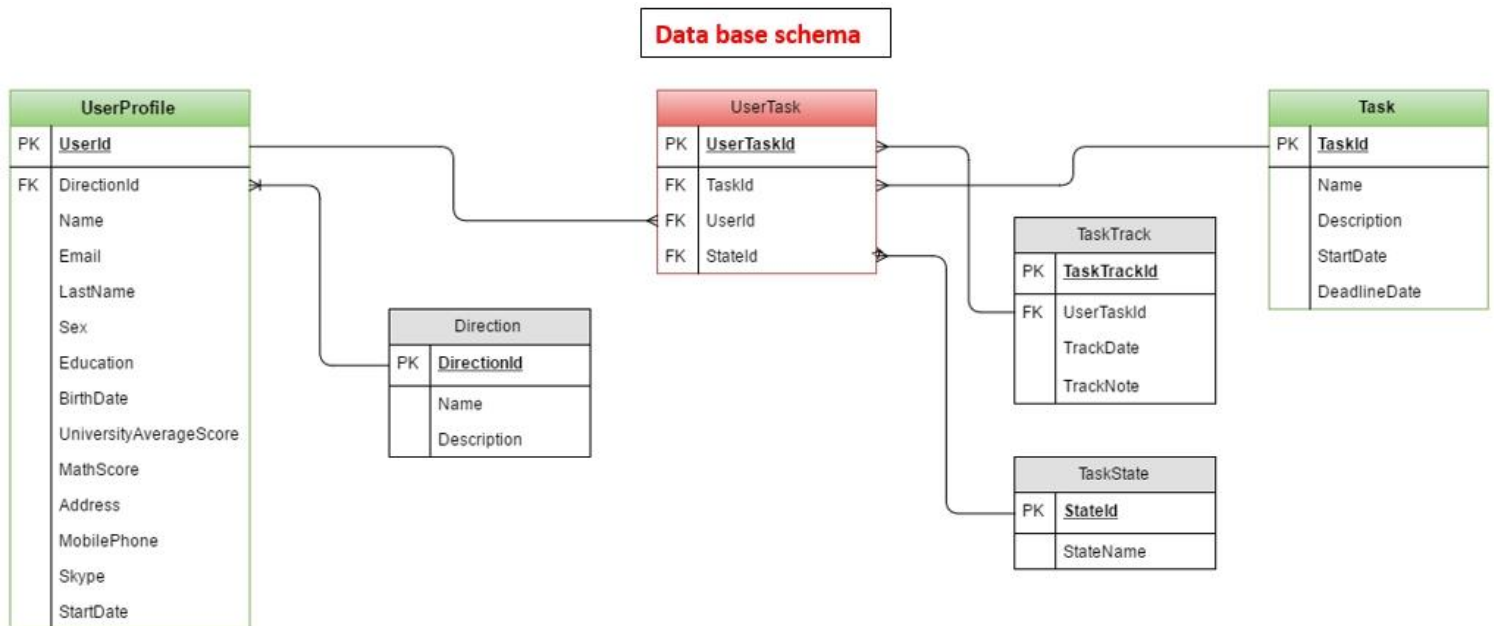 Data base schema
UserProfile
PK UserId
FK DirectionId
Name
Email
LastName
Sex
Education
BirthDate
UniversityAverageScore
MathScore
Address
MobilePhone
Skype
StartDate
Direction
PK DirectionId
Name
Description
UserTask
PK UserTaskId
FK TaskId
FK UserId
FK StateId
TaskTrack
PK TaskTrackId
FK UserTaskId
TrackDate
TrackNote
TaskState
PK StateId
StateName
Task
PK TaskId
Name
Description
StartDate
DeadlineDate